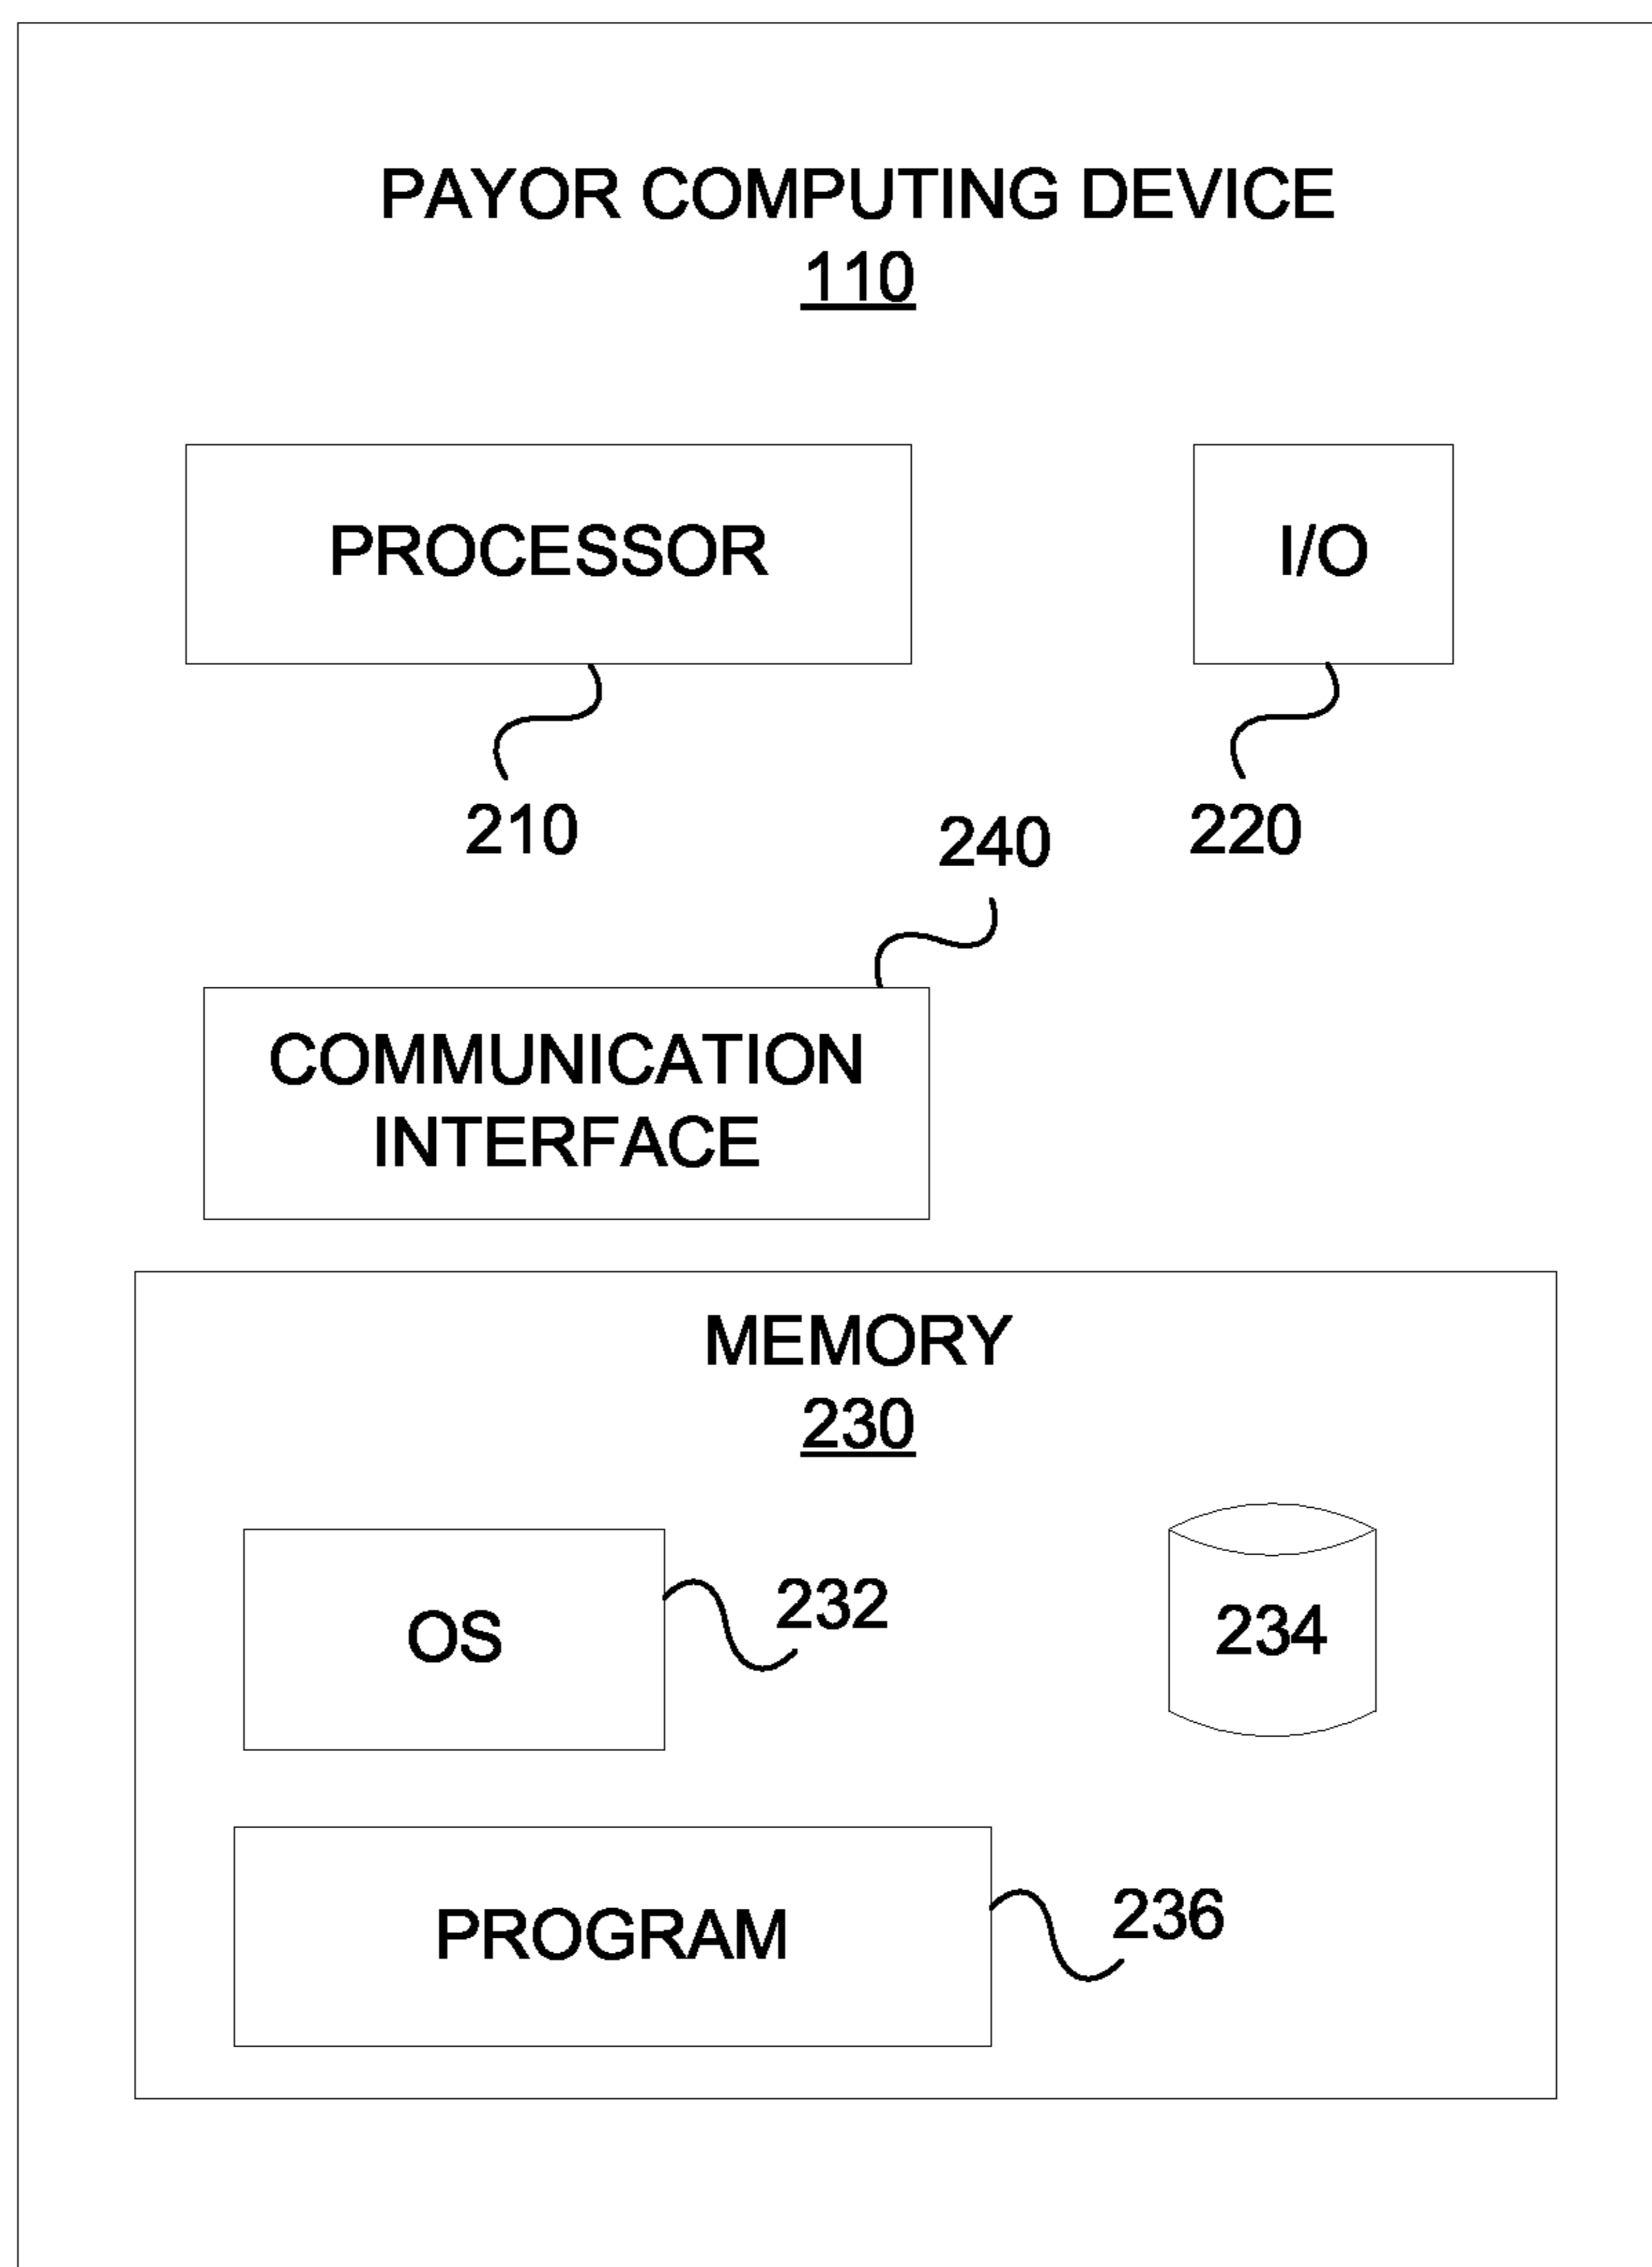 PAYOR COMPUTING DEVICE
110
PROCESSOR
I/O
210
240
220
COMMUNICATION
INTERFACE
MEMORY
230
OS
232
234
PROGRAM
236